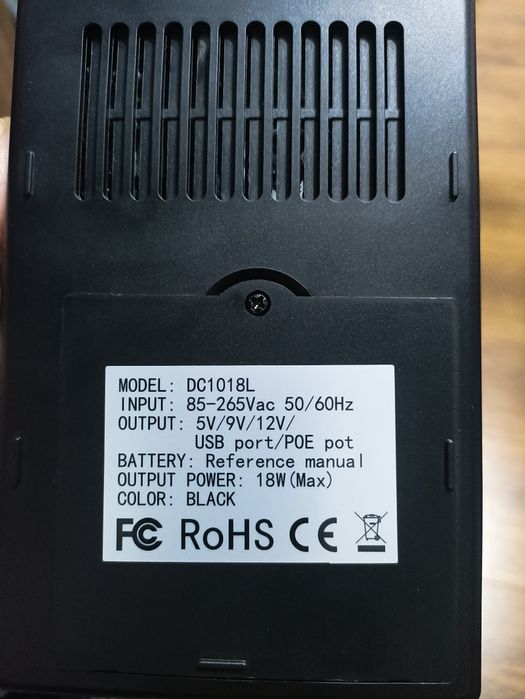 MODEL: DC1018L
INPUT: 85-265Vac 50/60Hz
OUTPUT: 5V/9V/12V/
USB port/POE pot
BATTERY: Reference manual
OUTPUT POWER: 18W(Max)
COLOR: BLACK
FC RoHS CE